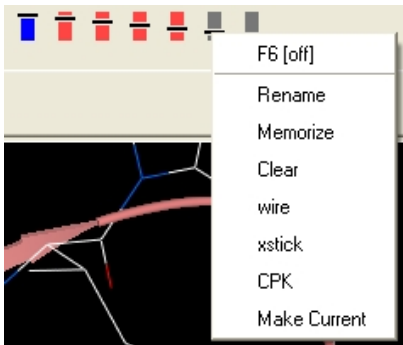 F6 [off]
Rename
Memorize
Clear
wire
xstick
CPK
Make Current